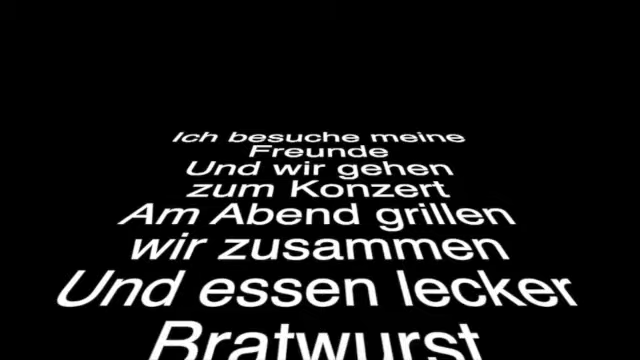 Ich besuche meine
Freunde
Und wir gehen
zum Konzert
Am Abend grillen
wir zusammen
Und essen lecker
Bratwurst